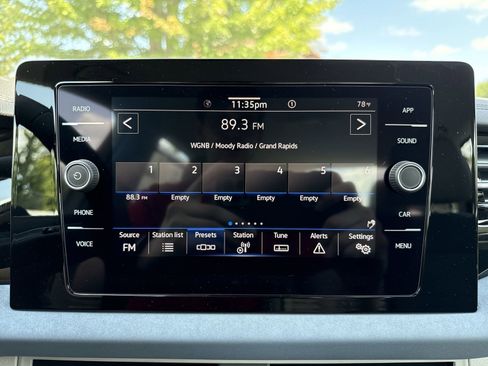 RADIO
MEDIA
PHONE
VOICE
11:35pm
78°F
89.3 FM
WGNB / Moody Radio / Grand Rapids
1 2 3 4 5 6
88.3 FM Empty Empty Empty Empty Empty
Source Station list Presets Station Tune Alerts Settings
FM
APP
SOUND
CAR
MENU